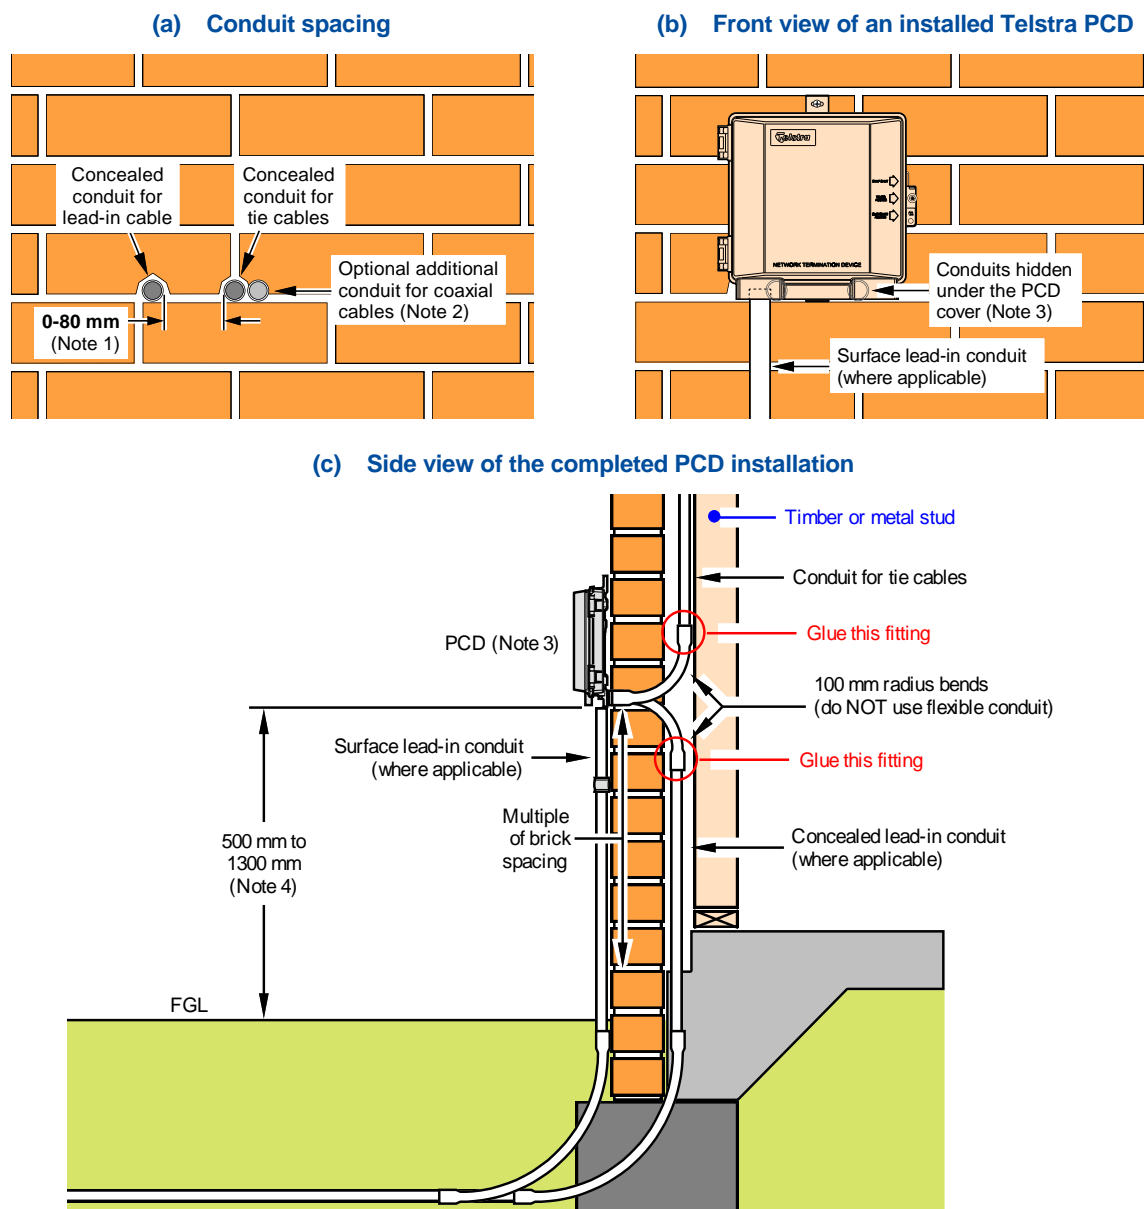 (a) Conduit spacing
Concealed
conduit for
lead-in cable
Concealed
conduit for
tie cables
Optional additional
conduit for coaxial
cables (Note 2)
0-80 mm
(Note 1)
(b) Front view of an installed Telstra PCD
Telstra
NETWORK TERMINATION DEVICE
Conduits hidden
under the PCD
cover (Note 3)
Surface lead-in conduit
(where applicable)
(c) Side view of the completed PCD installation
Timber or metal stud
Conduit for tie cables
Glue this fitting
PCD (Note 3)
100 mm radius bends
(do NOT use flexible conduit)
Surface lead-in conduit
(where applicable)
Glue this fitting
Multiple
of brick
spacing
500 mm to
1300 mm
(Note 4)
Concealed lead-in conduit
(where applicable)
FGL